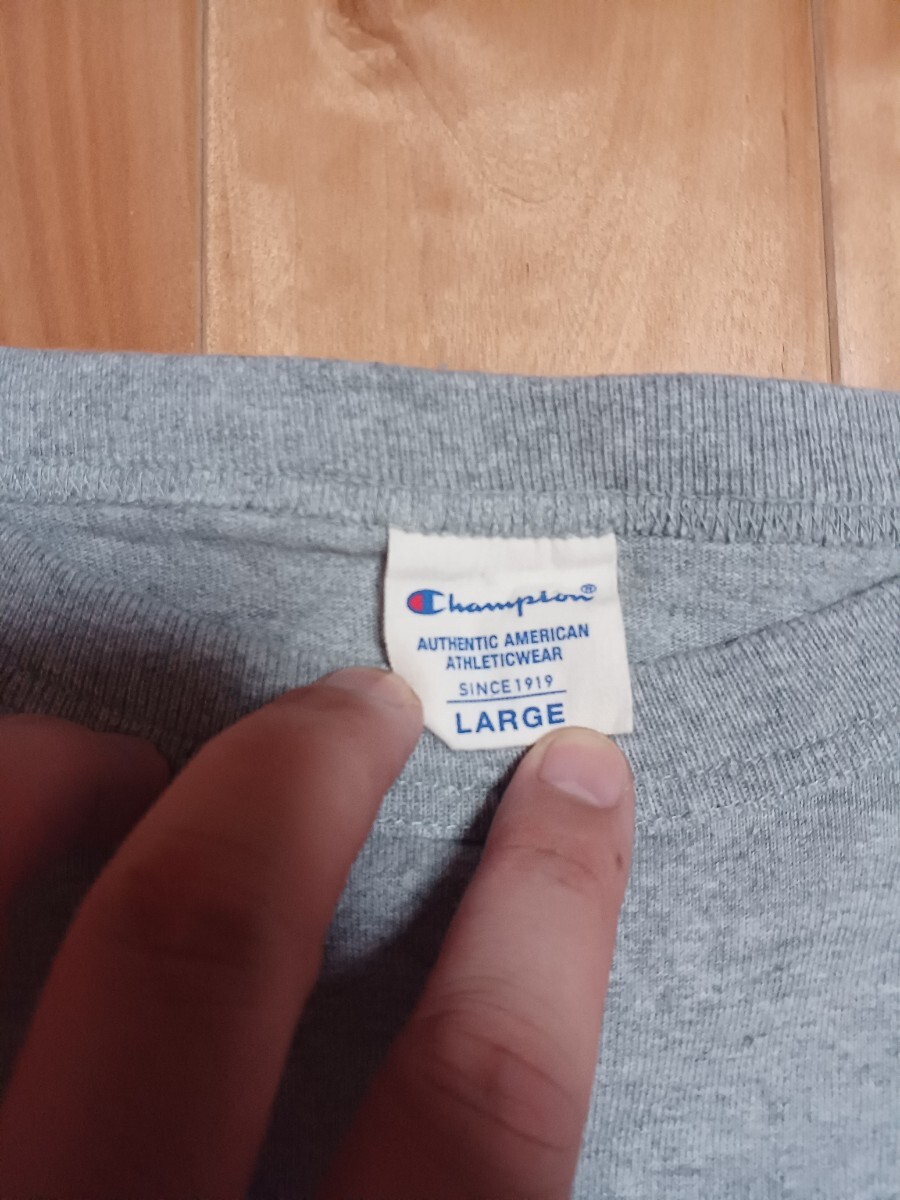 Champion®
AUTHENTIC AMERICAN
ATHLETICWEAR
SINCE 1919
LARGE